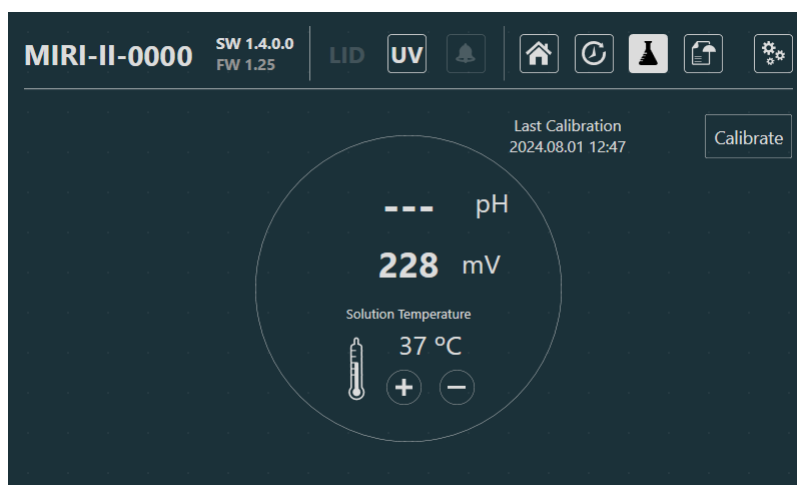 MIRI-II-0000
SW 1.4.0.0
FW 1.25
LID
UV
Last Calibration
2024.08.01 12:47
Calibrate
--- pH
228 mV
Solution Temperature
37 ºC
+ −